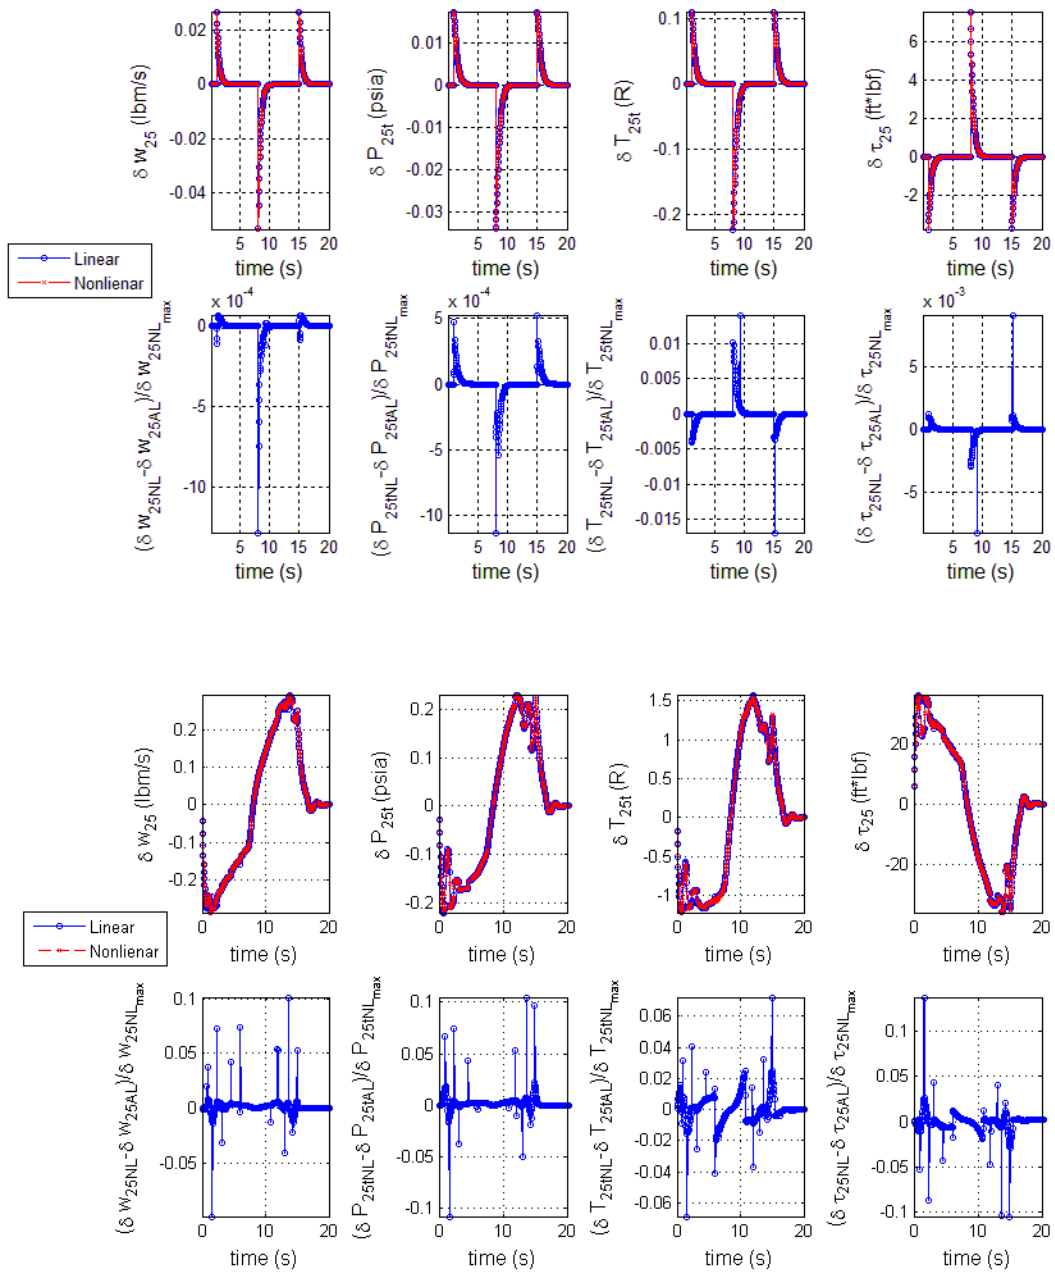 δ w25 (lbm/s)
0.02
0
-0.02
-0.04
5 10 15 20
time (s)
δ P25t (psia)
0.01
0
-0.01
-0.02
-0.03
5 10 15 20
time (s)
δ T25t (R)
0.1
0
-0.1
-0.2
5 10 15 20
time (s)
δ τ25 (ft*lbf)
6
4
2
0
-2
5 10 15 20
time (s)
Linear
Nonlienar
(δ w25NL-δ w25AL)/δ w25NLmax
x 10-4
0
-5
-10
5 10 15 20
time (s)
(δ P25tNL-δ P25tAL)/δ P25tNLmax
x 10-4
5
0
-5
-10
5 10 15 20
time (s)
(δ T25tNL-δ T25tAL)/δ T25tNLmax
0.01
0.005
0
-0.005
-0.01
-0.015
5 10 15 20
time (s)
(δ τ25NL-δ τ25AL)/δ τ25NLmax
x 10-3
5
0
-5
5 10 15 20
time (s)
δ w25 (lbm/s)
0.2
0.1
0
-0.1
-0.2
0 10 20
time (s)
δ P25t (psia)
0.2
0.1
0
-0.1
-0.2
0 10 20
time (s)
δ T25t (R)
1.5
1
0.5
0
-0.5
-1
0 10 20
time (s)
δ τ25 (ft*lbf)
20
0
-20
0 10 20
time (s)
Linear
Nonlienar
(δ w25NL-δ w25AL)/δ w25NLmax
0.1
0.05
0
-0.05
0 10 20
time (s)
(δ P25tNL-δ P25tAL)/δ P25tNLmax
0.1
0.05
0
-0.05
-0.1
0 10 20
time (s)
(δ T25tNL-δ T25tAL)/δ T25tNLmax
0.06
0.04
0.02
0
-0.02
-0.04
-0.06
0 10 20
time (s)
(δ τ25NL-δ τ25AL)/δ τ25NLmax
0.1
0.05
0
-0.05
-0.1
0 10 20
time (s)